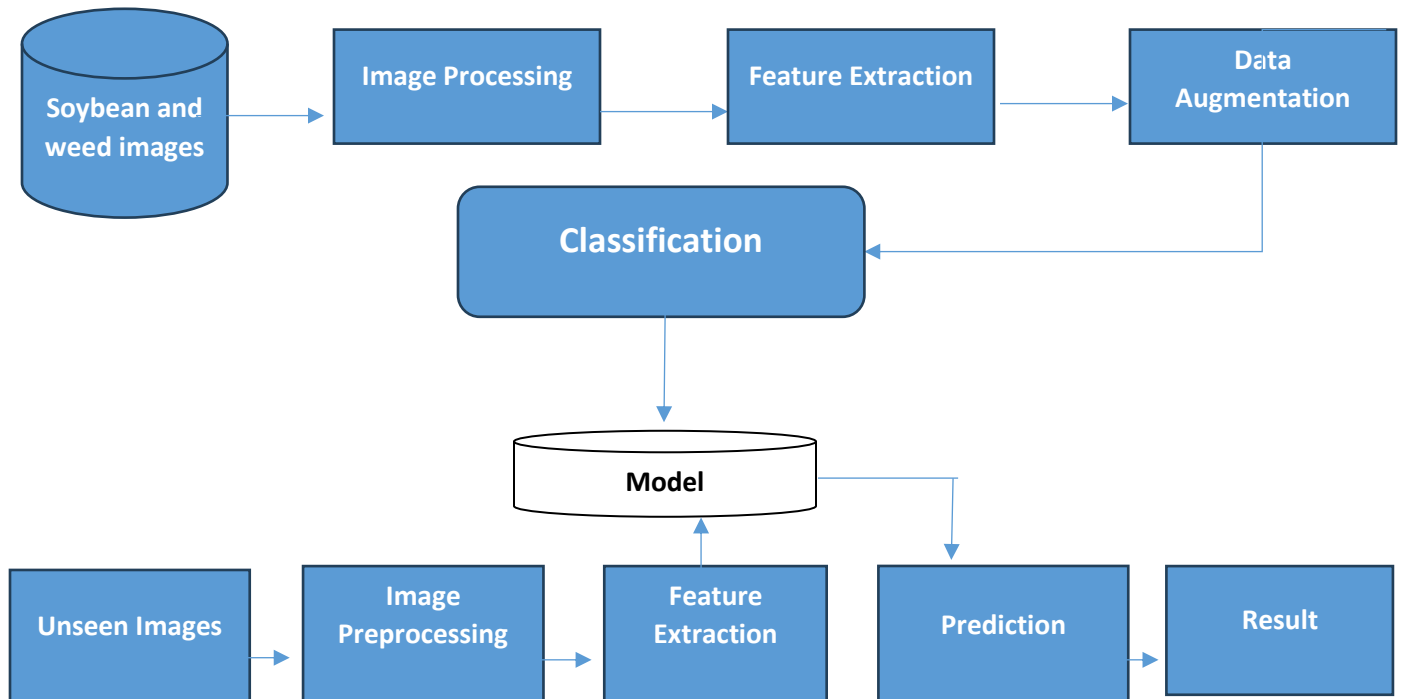 Soybean and
weed images
Image Processing
Feature Extraction
Data
Augmentation
Classification
Model
Unseen Images
Image
Preprocessing
Feature
Extraction
Prediction
Result